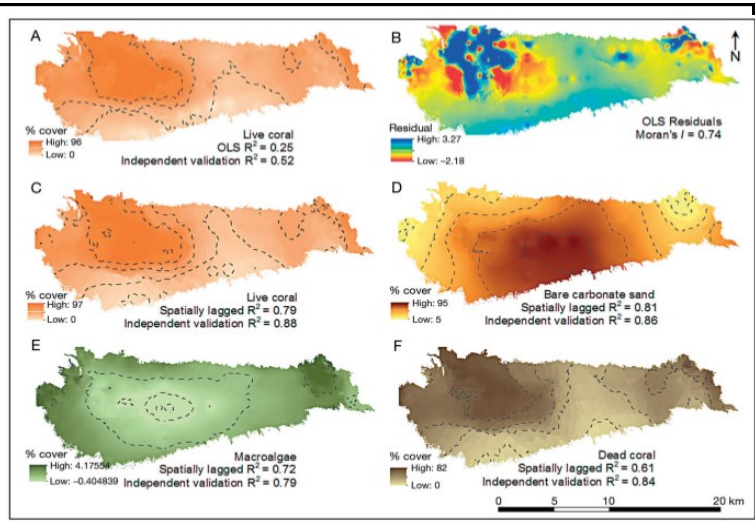 A
% cover
High: 96
Low: 0
Live coral
OLS R² = 0.25
Independent validation R² = 0.52
B
N
Residual
High: 3.27
Low: −2.18
OLS Residuals
Moran's I = 0.74
C
% cover
High: 97
Low: 0
Live coral
Spatially lagged R² = 0.79
Independent validation R² = 0.88
D
% cover
High: 95
Low: 5
Bare carbonate sand
Spatially lagged R² = 0.81
Independent validation R² = 0.86
E
% cover
High: 4.17554
Low: −0.404839
Macroalgae
Spatially lagged R² = 0.72
Independent validation R² = 0.79
F
% cover
High: 82
Low: 0
Dead coral
Spatially lagged R² = 0.61
Independent validation R² = 0.84
0 5 10 20 km